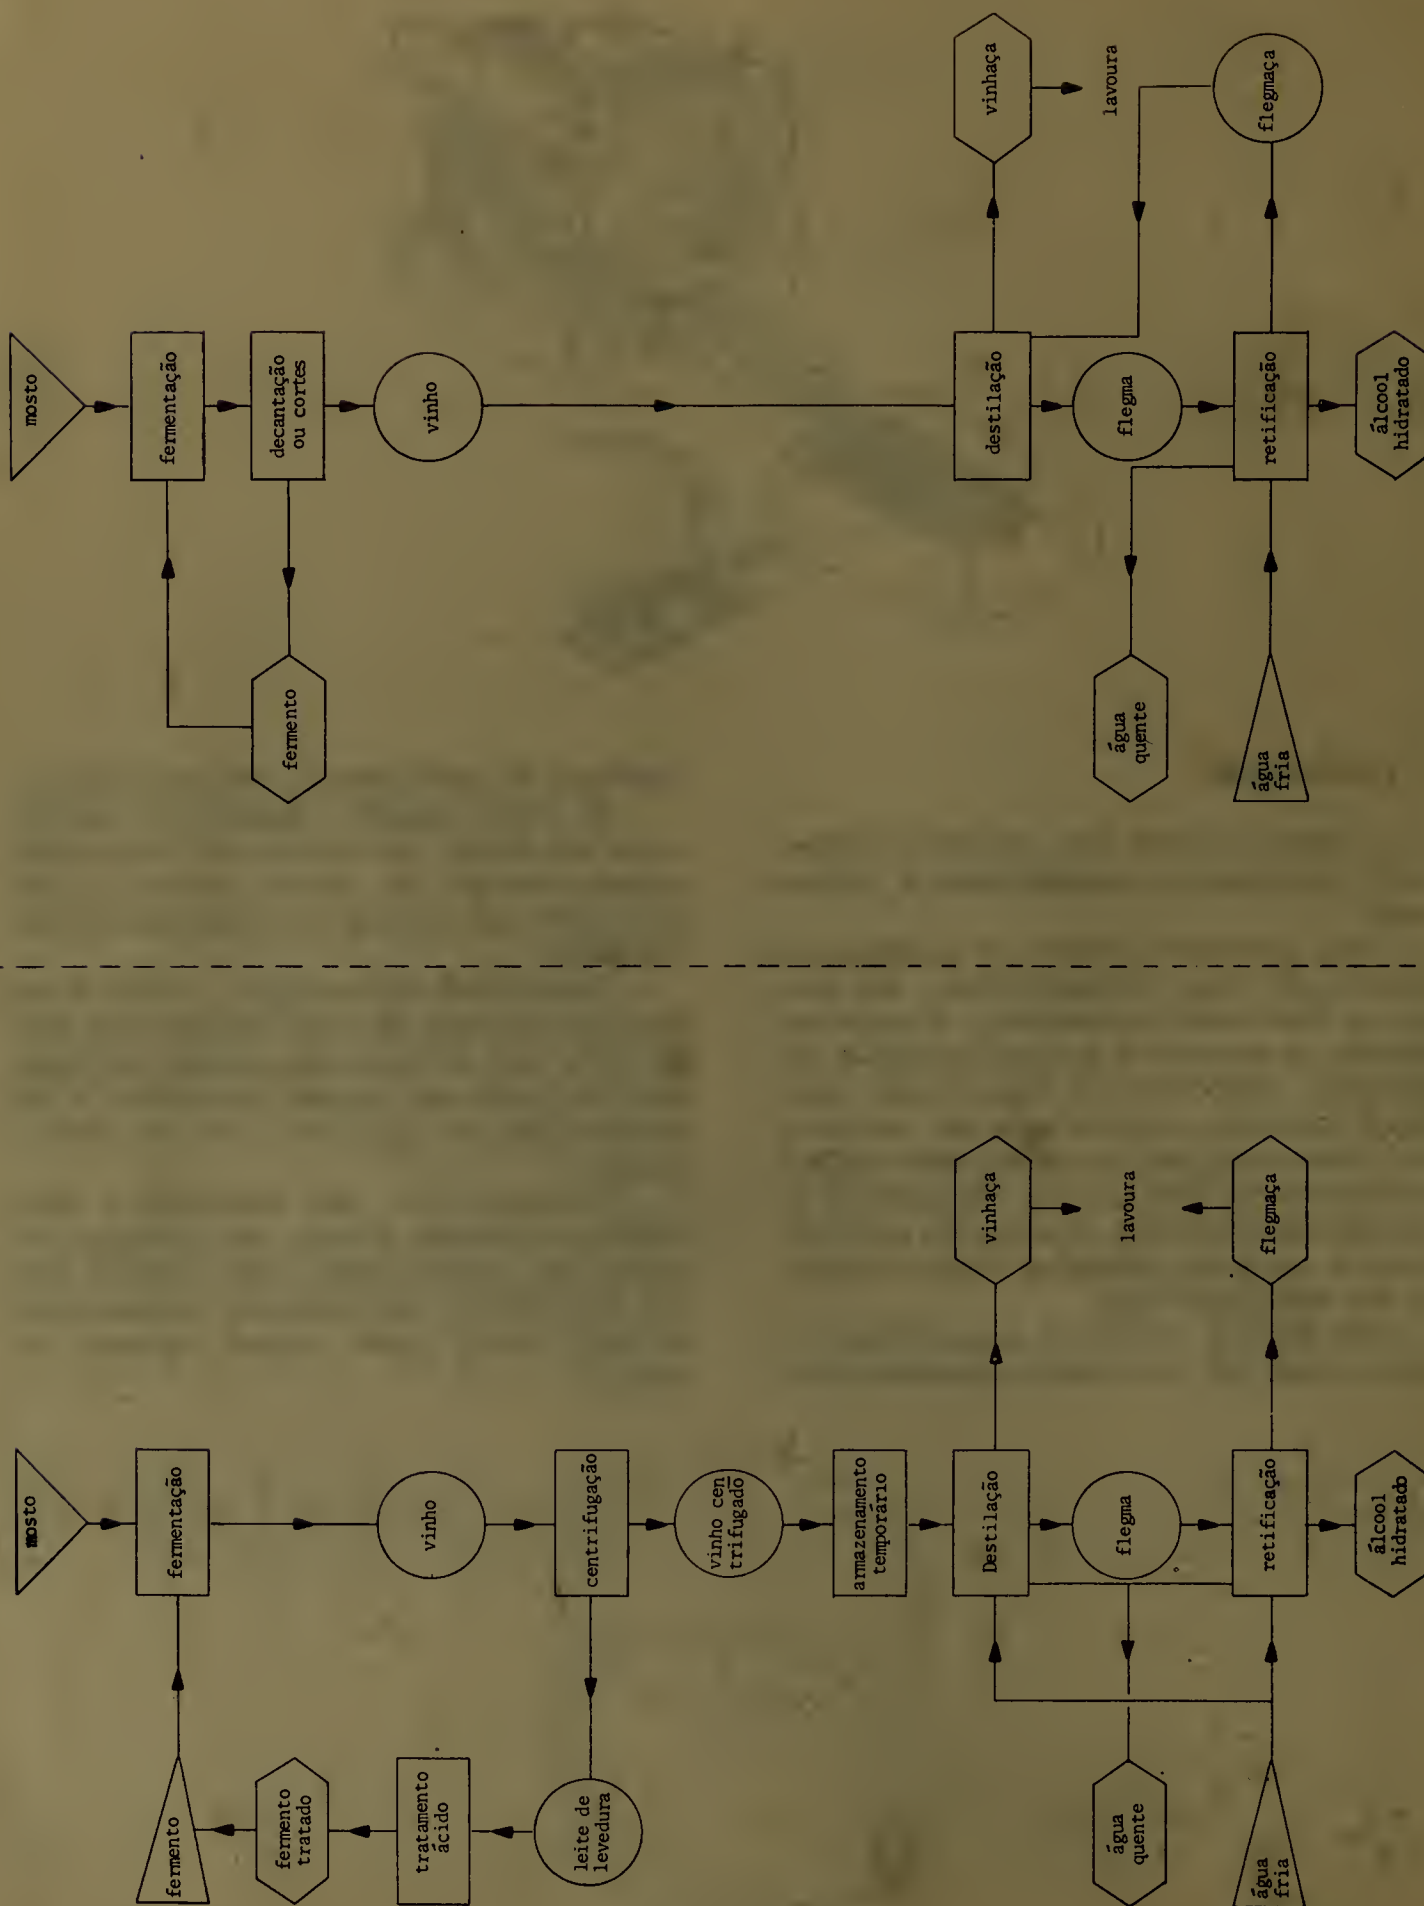 mosto
fermentação
decantação
ou cortes
vinho
fermento
destilação
vinhaça
lavoura
flegma
flegmaça
retificação
água
quente
água
fria
álcool
hidratado
mosto
fermentação
vinho
centrifugação
vinho cen
trifugado
armazenamento
temporário
Destilação
vinhaça
lavoura
flegma
flegmaça
retificação
álcool
hidratado
fermento
fermento
tratado
tratamento
ácido
leite de
levedura
água
quente
água
fria